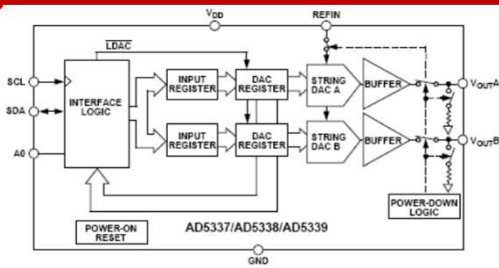 VDD
REFIN
LDAC
SCL
SDA
A0
INTERFACE
LOGIC
INPUT
REGISTER
DAC
REGISTER
STRING
DAC A
BUFFER
VOUTA
INPUT
REGISTER
DAC
REGISTER
STRING
DAC B
BUFFER
VOUTB
POWER-ON
RESET
AD5337/AD5338/AD5339
POWER-DOWN
LOGIC
GND